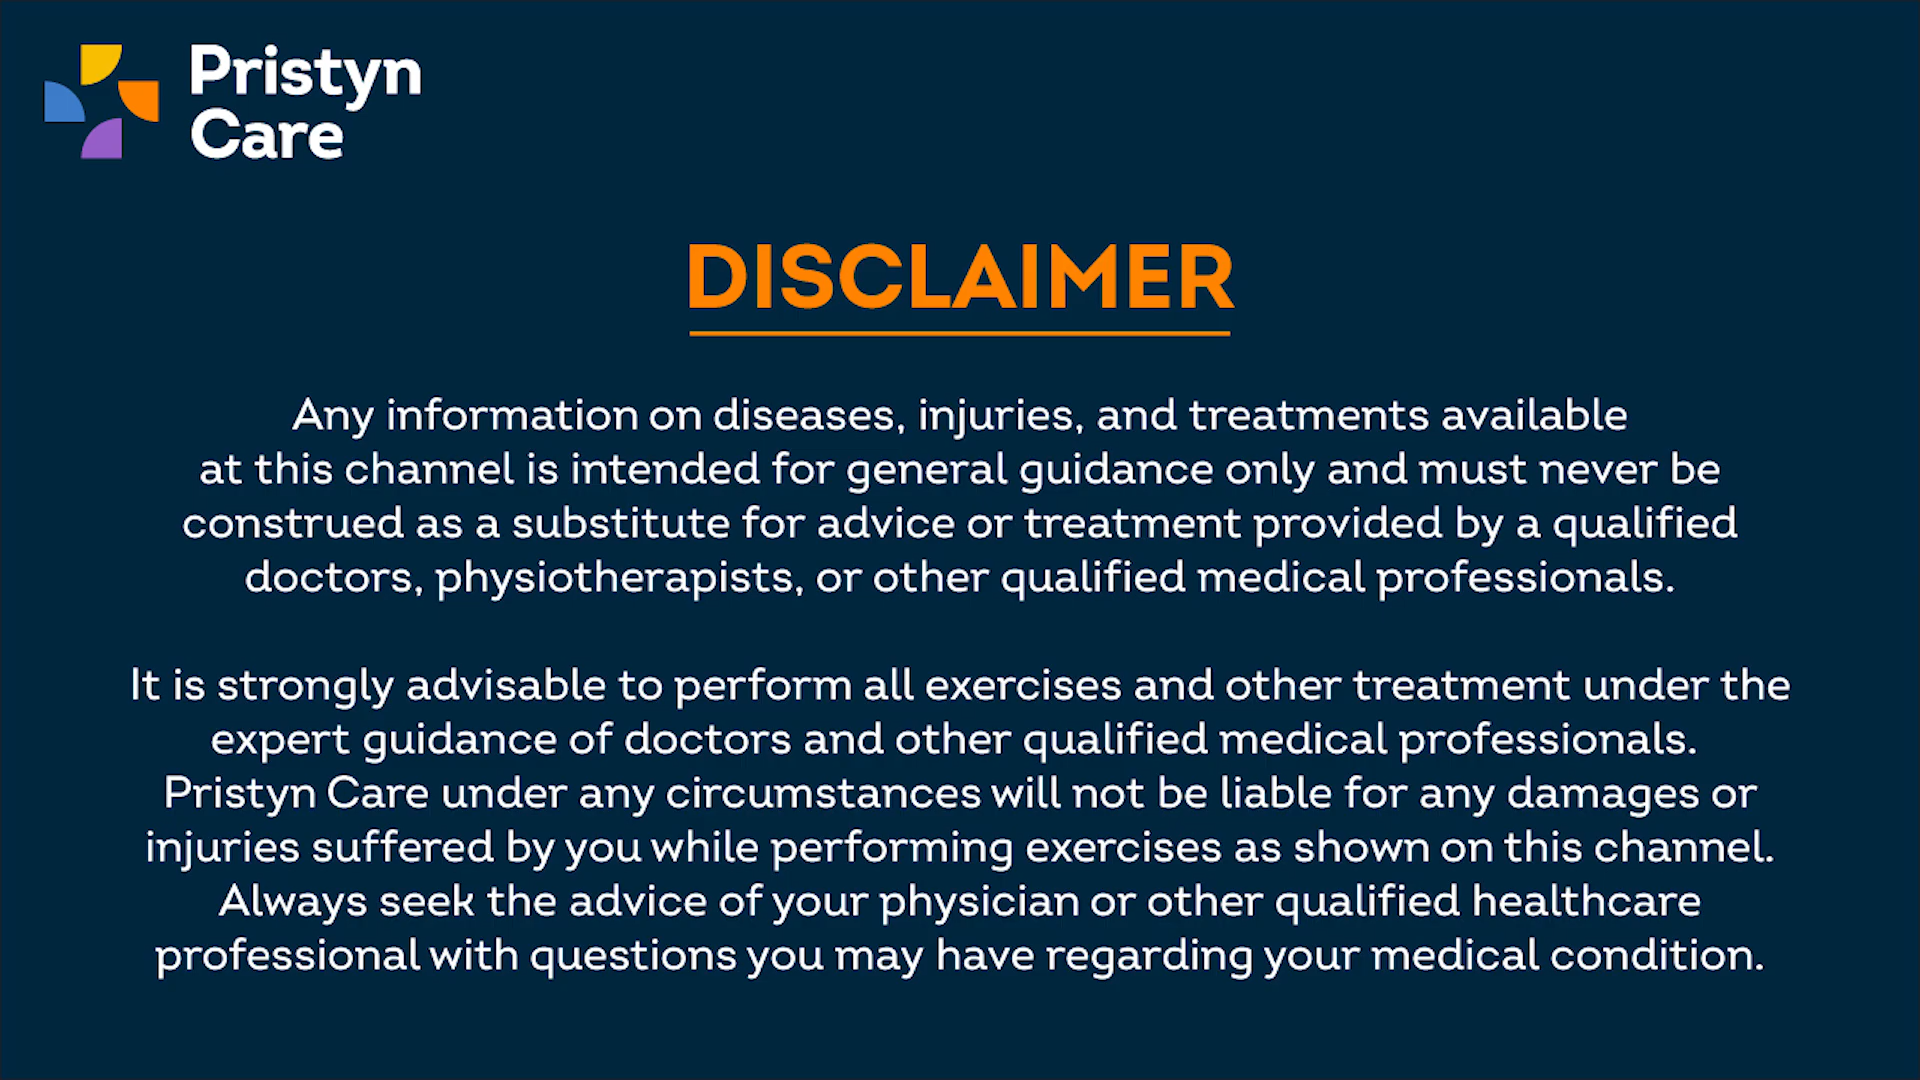 Pristyn
Care
DISCLAIMER
Any information on diseases, injuries, and treatments available
at this channel is intended for general guidance only and must never be
construed as a substitute for advice or treatment provided by a qualified
doctors, physiotherapists, or other qualified medical professionals.
It is strongly advisable to perform all exercises and other treatment under the
expert guidance of doctors and other qualified medical professionals.
Pristyn Care under any circumstances will not be liable for any damages or
injuries suffered by you while performing exercises as shown on this channel.
Always seek the advice of your physician or other qualified healthcare
professional with questions you may have regarding your medical condition.